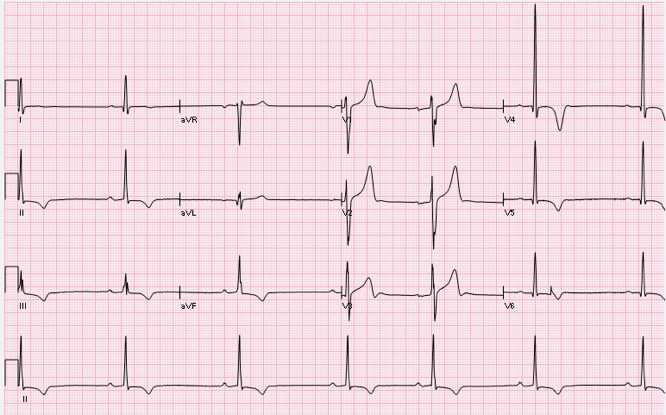 I aVR V1 V4
II aVL V2 V5
III aVF V3 V6
II